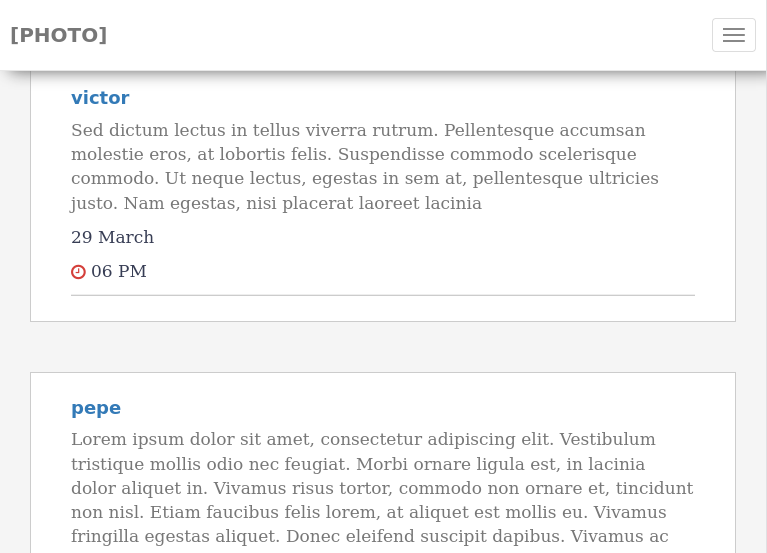 [PHOTO]
victor
Sed dictum lectus in tellus viverra rutrum. Pellentesque accumsan
molestie eros, at lobortis felis. Suspendisse commodo scelerisque
commodo. Ut neque lectus, egestas in sem at, pellentesque ultricies
justo. Nam egestas, nisi placerat laoreet lacinia
29 March
06 PM
pepe
Lorem ipsum dolor sit amet, consectetur adipiscing elit. Vestibulum
tristique mollis odio nec feugiat. Morbi ornare ligula est, in lacinia
dolor aliquet in. Vivamus risus tortor, commodo non ornare et, tincidunt
non nisl. Etiam faucibus felis lorem, at aliquet est mollis eu. Vivamus
fringilla egestas aliquet. Donec eleifend suscipit dapibus. Vivamus ac